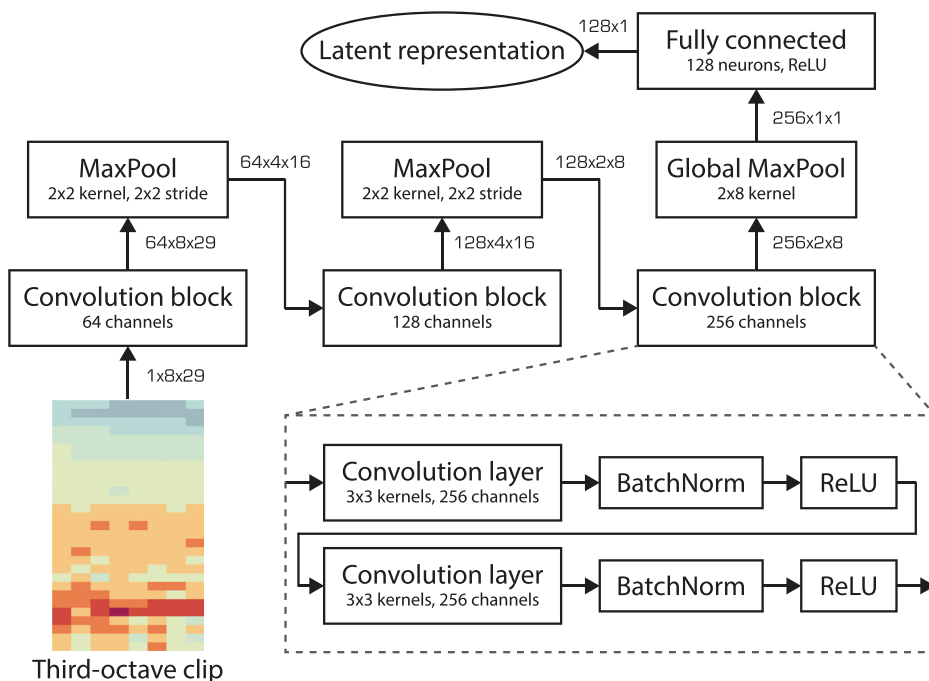 128x1
Latent representation
Fully connected
128 neurons, ReLU
256x1x1
MaxPool
2x2 kernel, 2x2 stride
64x4x16
MaxPool
2x2 kernel, 2x2 stride
128x2x8
Global MaxPool
2x8 kernel
64x8x29
128x4x16
256x2x8
Convolution block
64 channels
Convolution block
128 channels
Convolution block
256 channels
1x8x29
Convolution layer
3x3 kernels, 256 channels
BatchNorm
ReLU
Convolution layer
3x3 kernels, 256 channels
BatchNorm
ReLU
Third-octave clip